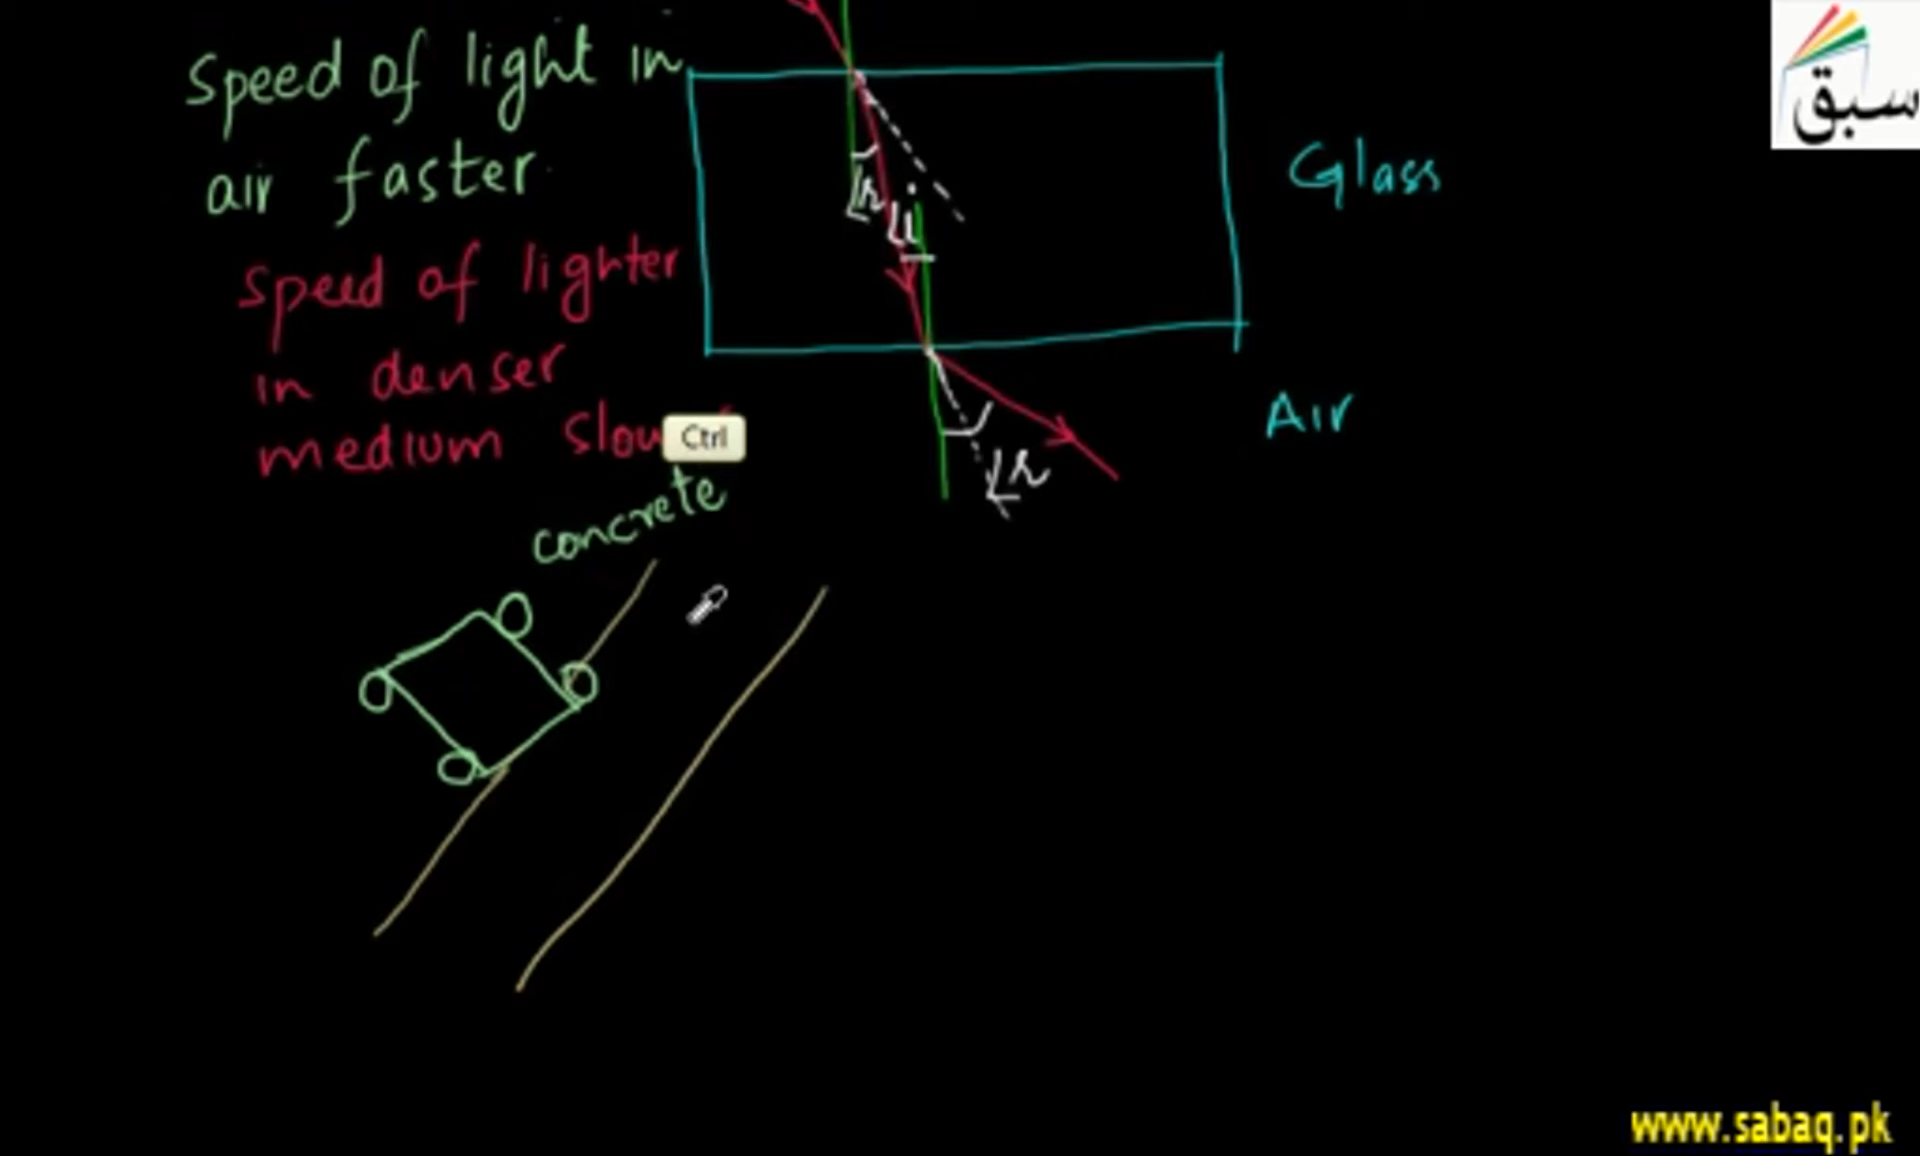 Speed of light in
air faster
Speed of lighter
in denser
medium slow
Ctrl
concrete
Glass
Air
∠r
∠i
∠r
سبق
www.sabaq.pk